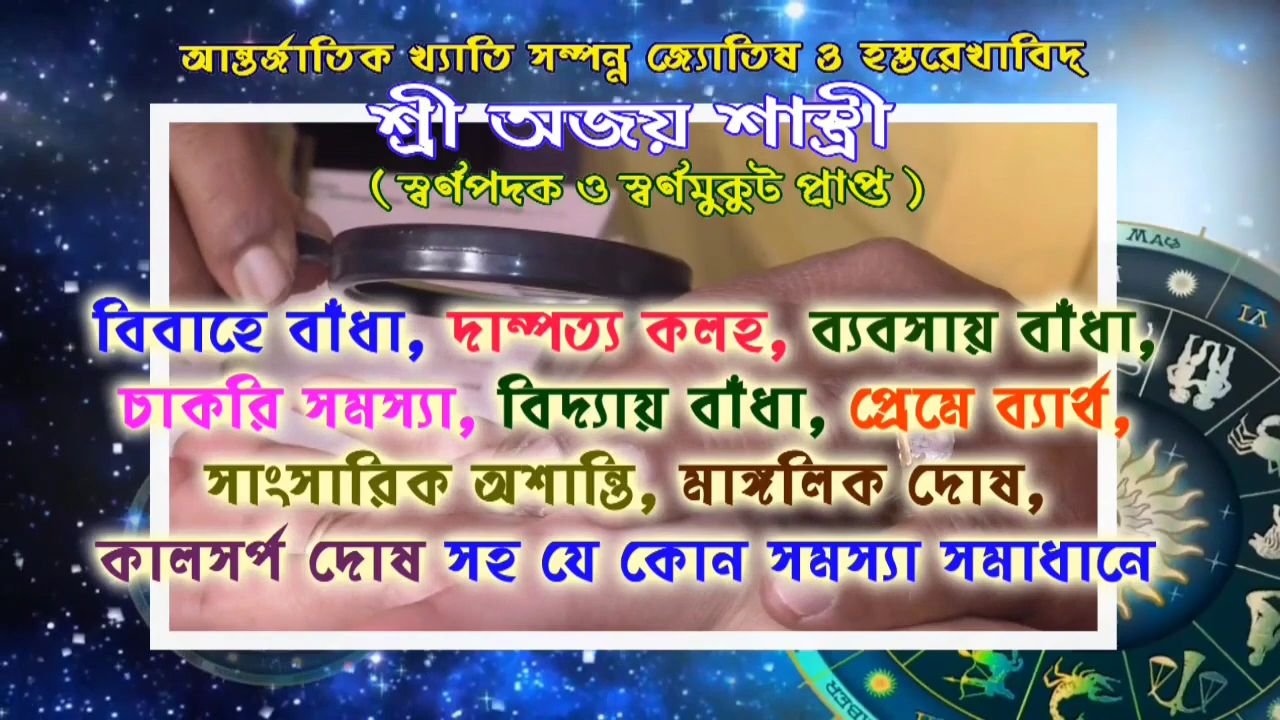 আন্তর্জাতিক খ্যাতি সম্পন্ন জ্যোতিষ ও হস্তরেখাবিদ্
শ্রী অজয় শাস্ত্রী
( স্বর্ণপদক ও স্বর্ণমুকুট প্রাপ্ত )
বিবাহে বাঁধা, দাম্পত্য কলহ, ব্যবসায় বাঁধা,
চাকরি সমস্যা, বিদ্যায় বাঁধা, প্রেমে ব্যার্থ,
সাংসারিক অশান্তি, মাঙ্গলিক দোষ,
কালসর্প দোষ সহ যে কোন সমস্যা সমাধানে